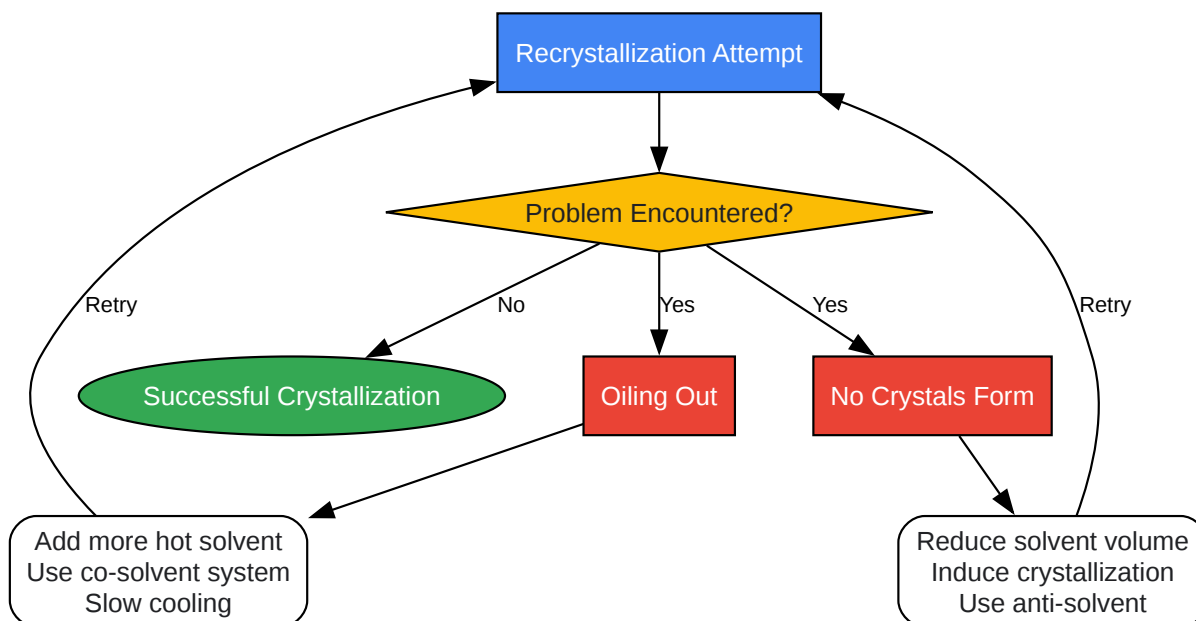 Recrystallization Attempt
Problem Encountered?
Retry
No
Yes
Yes
Retry
Successful Crystallization
Oiling Out
No Crystals Form
Add more hot solvent
Use co-solvent system
Slow cooling
Reduce solvent volume
Induce crystallization
Use anti-solvent